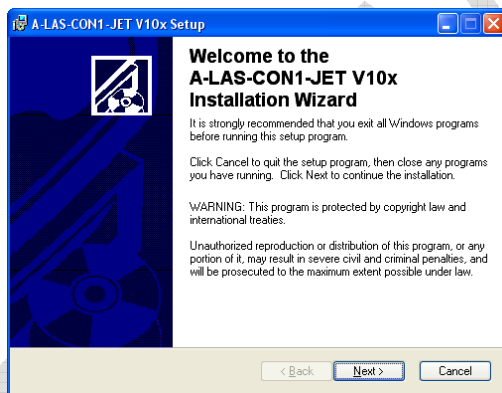 A-LAS-CON1-JET V10x Setup
Welcome to the
A-LAS-CON1-JET V10x
Installation Wizard
It is strongly recommended that you exit all Windows programs
before running this setup program.
Click Cancel to quit the setup program, then close any programs
you have running. Click Next to continue the installation.
WARNING: This program is protected by copyright law and
international treaties.
Unauthorized reproduction or distribution of this program, or any
portion of it, may result in severe civil and criminal penalties, and
will be prosecuted to the maximum extent possible under law.
< Back Next > Cancel